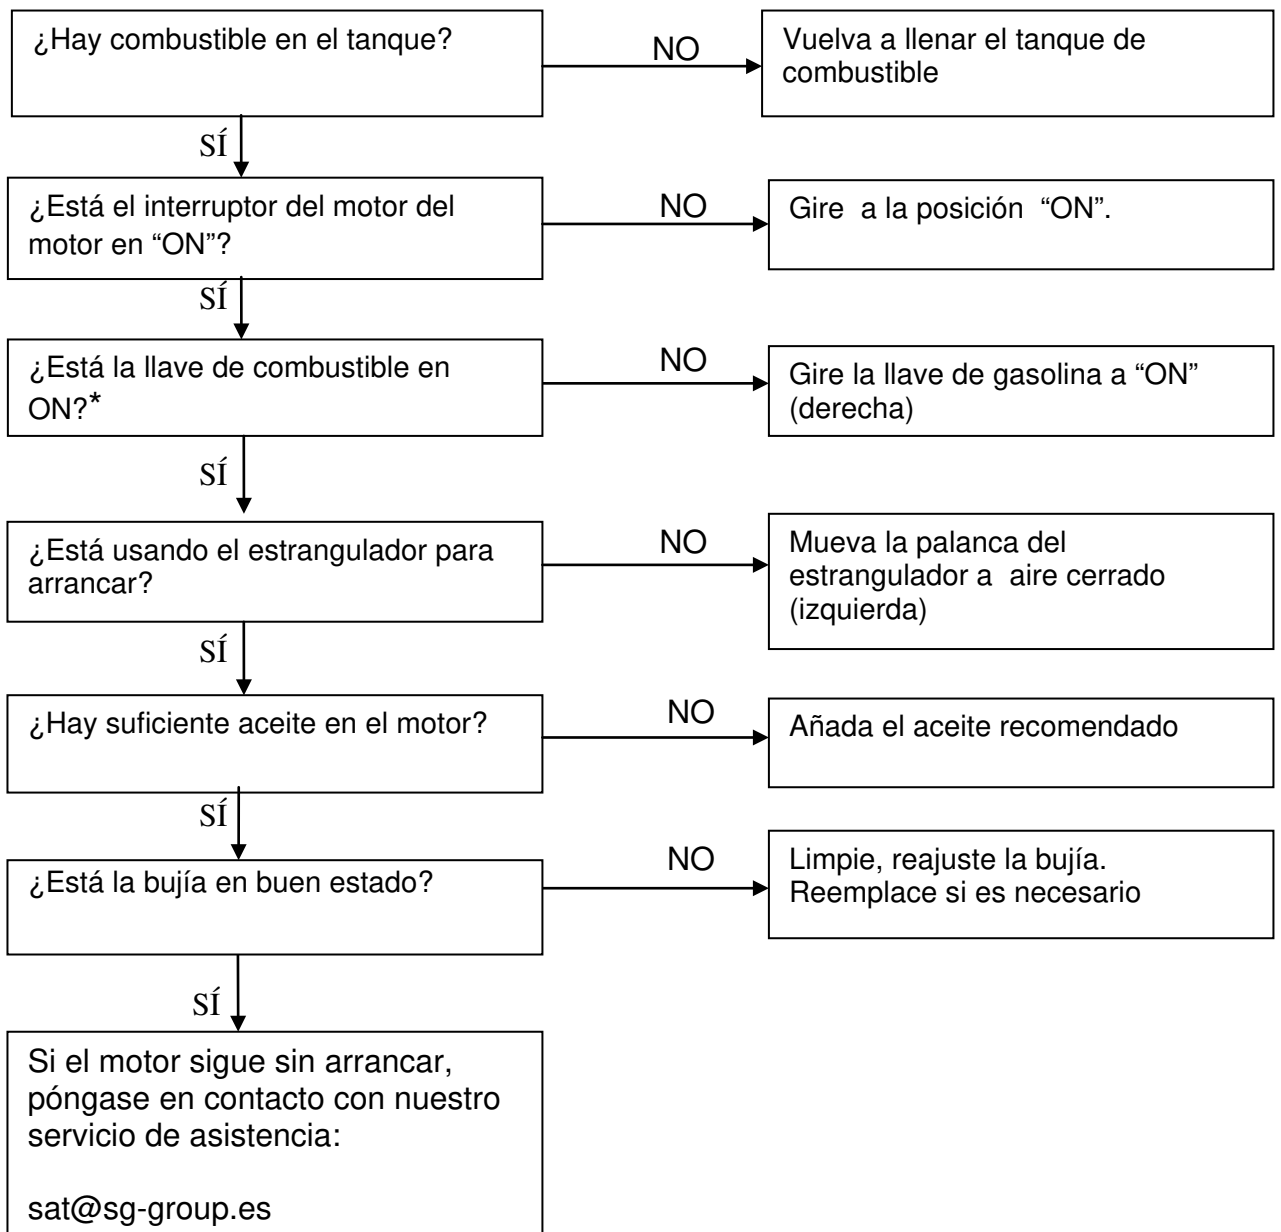 ¿Hay combustible en el tanque?
NO
Vuelva a llenar el tanque de
combustible
SÍ
¿Está el interruptor del motor del
motor en “ON”?
NO
Gire a la posición “ON”.
SÍ
¿Está la llave de combustible en
ON?*
NO
Gire la llave de gasolina a “ON”
(derecha)
SÍ
¿Está usando el estrangulador para
arrancar?
NO
Mueva la palanca del
estrangulador a aire cerrado
(izquierda)
SÍ
¿Hay suficiente aceite en el motor?
NO
Añada el aceite recomendado
SÍ
¿Está la bujía en buen estado?
NO
Limpie, reajuste la bujía.
Reemplace si es necesario
SÍ
Si el motor sigue sin arrancar,
póngase en contacto con nuestro
servicio de asistencia:
sat@sg-group.es